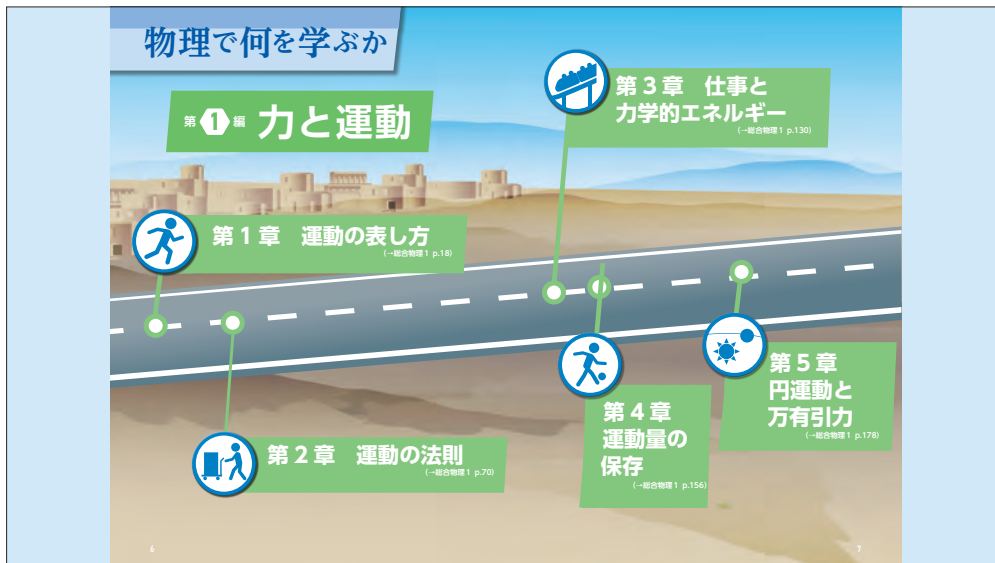 物理で何を学ぶか
第1編 力と運動
第3章 仕事と
力学的エネルギー
(→総合物理1 p.130)
第1章 運動の表し方
(→総合物理1 p.18)
第2章 運動の法則
(→総合物理1 p.70)
第4章
運動量の
保存
(→総合物理1 p.156)
第5章
円運動と
万有引力
(→総合物理1 p.178)
6
7